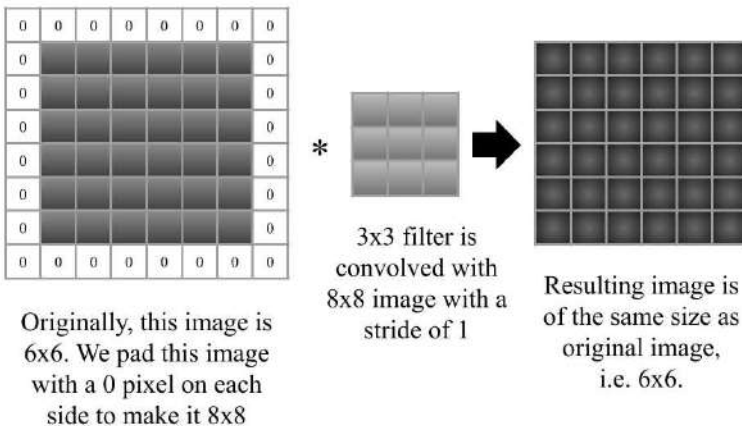 0 0 0 0 0 0 0 0
0 0
0 0
0 0
*
0 0
0 0
0 0
0 0 0 0 0 0 0 0
Originally, this image is
6x6. We pad this image
with a 0 pixel on each
side to make it 8x8
3x3 filter is
convolved with
8x8 image with a
stride of 1
Resulting image is
of the same size as
original image,
i.e. 6x6.